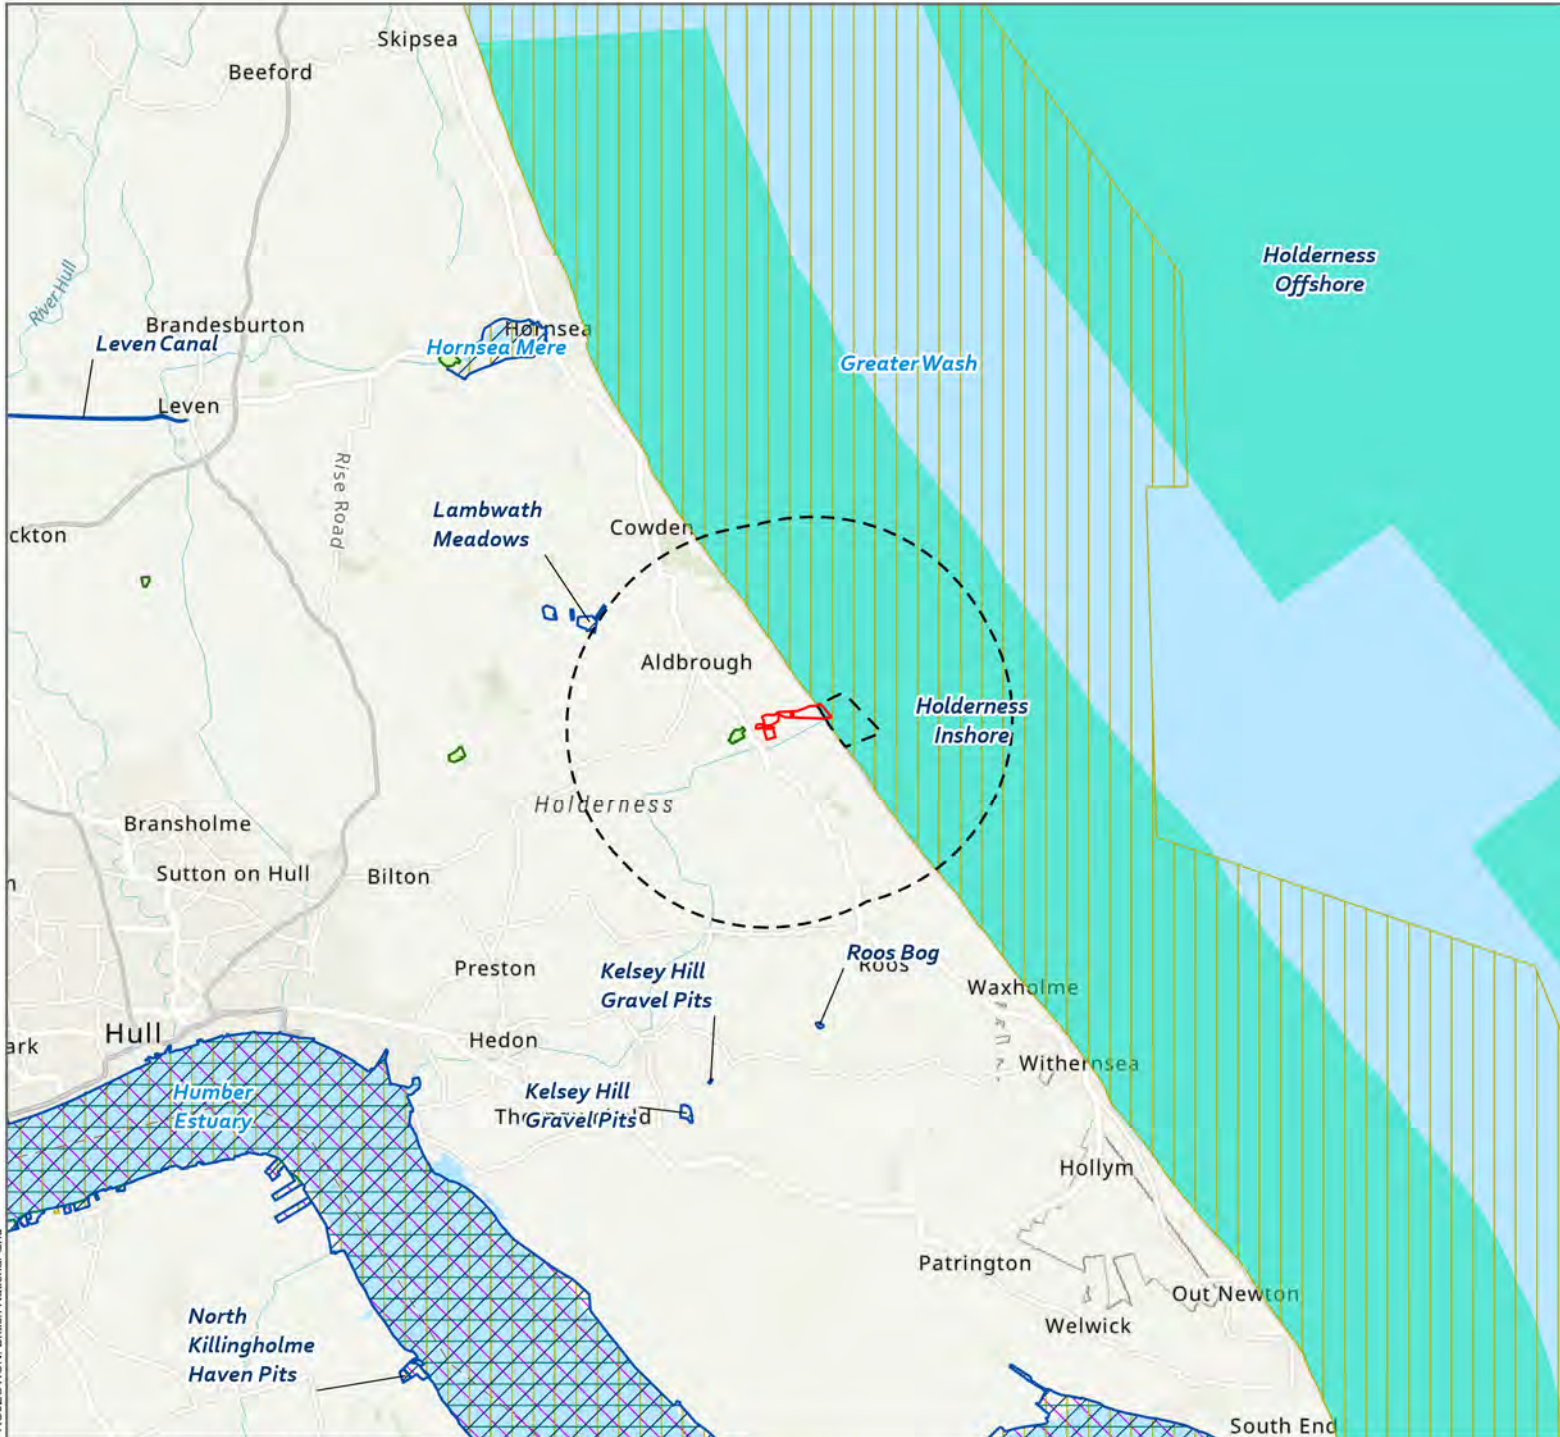 Skipsea
Beeford
Holderness
Offshore
River Hull
Brandesburton
Hornsea
Leven Canal
Hornsea Mere
Greater Wash
Leven
Rise Road
Lambwath
Meadows
Cowden
ckton
Aldbrough
Holderness
Inshore
Holderness
Bransholme
Sutton on Hull
Bilton
Roos Bog
Roos
Preston
Kelsey Hill
Gravel Pits
Waxholme
Hull
ark
Hedon
Withernsea
Humber
Estuary
Kelsey Hill
Gravel Pits
Hollym
Patrington
Out Newton
North
Killingholme
Haven Pits
Welwick
South End